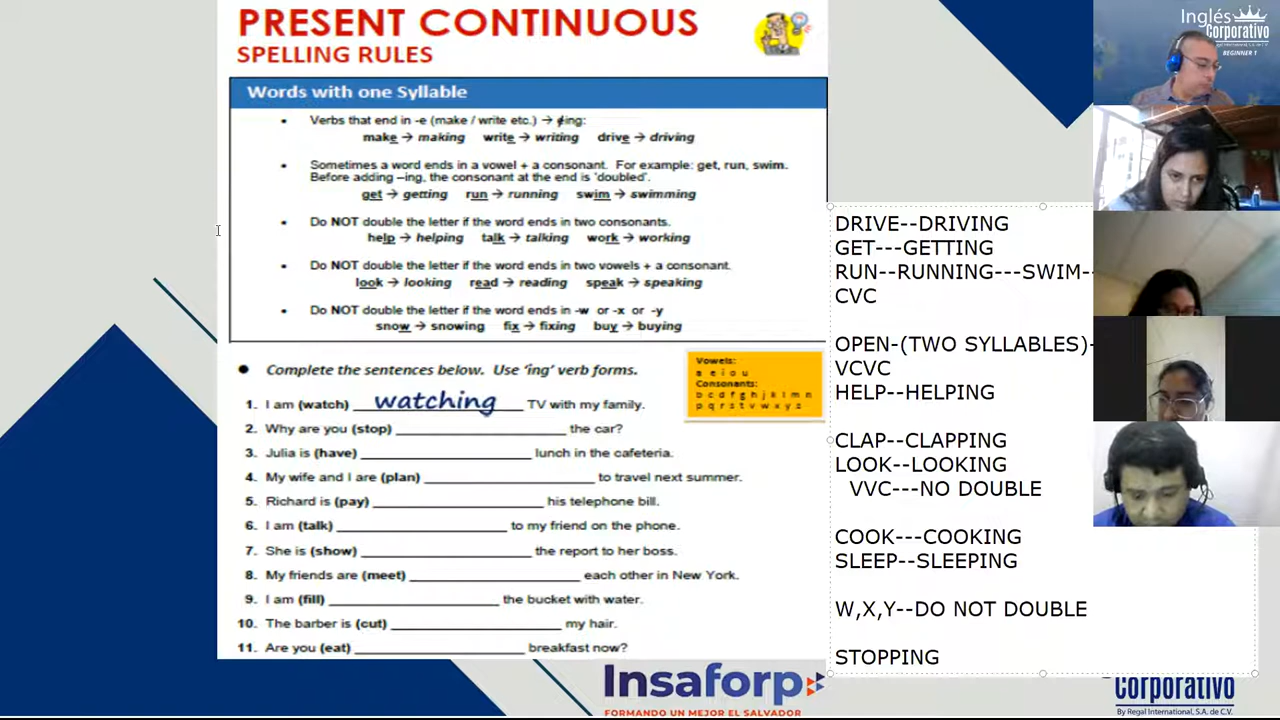 PRESENT CONTINUOUS
SPELLING RULES
Words with one Syllable
• Verbs that end in -e (make / write etc.) → ing:
make → making write → writing drive → driving
• Sometimes a word ends in a vowel + a consonant. For example: get, run, swim.
Before adding –ing, the consonant at the end is 'doubled'.
get → getting run → running swim → swimming
• Do NOT double the letter if the word ends in two consonants.
help → helping talk → talking work → working
• Do NOT double the letter if the word ends in two vowels + a consonant.
look → looking read → reading speak → speaking
• Do NOT double the letter if the word ends in -w or -x or -y
snow → snowing fix → fixing buy → buying
● Complete the sentences below. Use 'ing' verb forms.
Vowels:
a e i o u
Consonants:
b c d f g h j k l m n
p q r s t v w x y z
1. I am (watch) watching TV with my family.
2. Why are you (stop) ____ the car?
3. Julia is (have) ____ lunch in the cafeteria.
4. My wife and I are (plan) ____ to travel next summer.
5. Richard is (pay) ____ his telephone bill.
6. I am (talk) ____ to my friend on the phone.
7. She is (show) ____ the report to her boss.
8. My friends are (meet) ____ each other in New York.
9. I am (fill) ____ the bucket with water.
10. The barber is (cut) ____ my hair.
11. Are you (eat) ____ breakfast now?
DRIVE--DRIVING
GET---GETTING
RUN--RUNNING---SWIM--
CVC
OPEN-(TWO SYLLABLES)-
VCVC
HELP--HELPING
CLAP--CLAPPING
LOOK--LOOKING
VVC---NO DOUBLE
COOK---COOKING
SLEEP--SLEEPING
W,X,Y--DO NOT DOUBLE
STOPPING
Inglés
Corporativo
BEGINNER 1
Insaforp
FORMANDO UN MEJOR EL SALVADOR
Corporativo
By Regal International, S.A. de C.V.